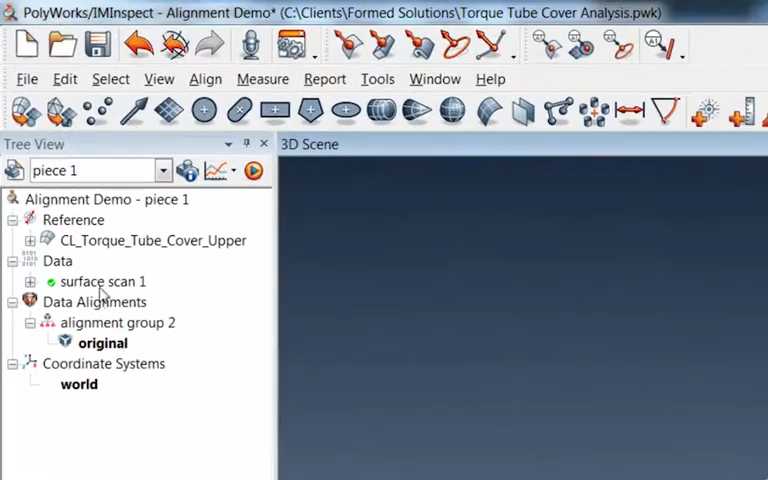 PolyWorks/IMInspect - Alignment Demo* (C:\Clients\Formed Solutions\Torque Tube Cover Analysis.pwk)
File Edit Select View Align Measure Report Tools Window Help
Tree View
3D Scene
piece 1
Alignment Demo - piece 1
Reference
CL_Torque_Tube_Cover_Upper
Data
surface scan 1
Data Alignments
alignment group 2
original
Coordinate Systems
world